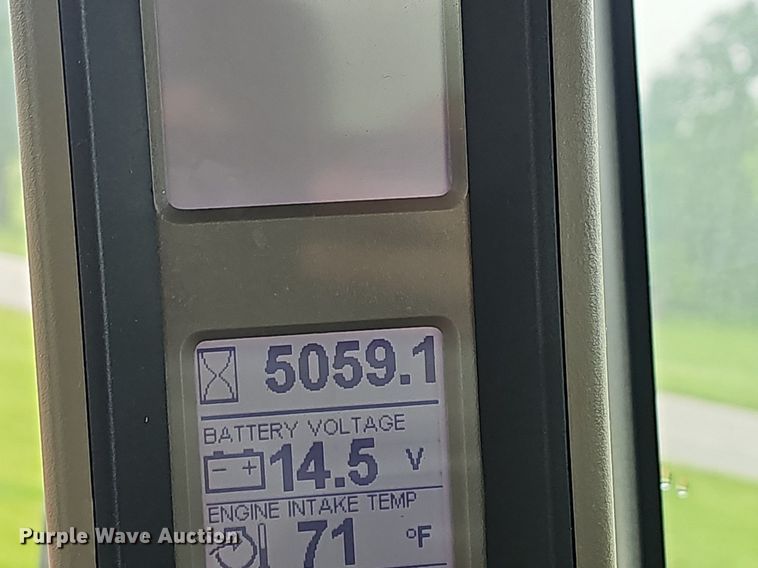 5059.1
BATTERY VOLTAGE
- + 14.5 V
ENGINE INTAKE TEMP
71 °F
Purple Wave Auction